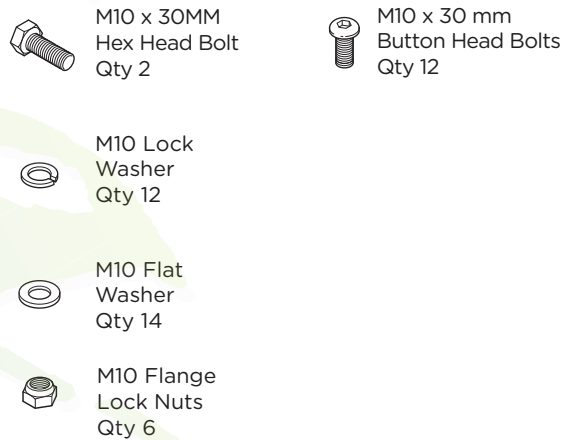 M10 x 30MM
Hex Head Bolt
Qty 2
M10 x 30 mm
Button Head Bolts
Qty 12
M10 Lock
Washer
Qty 12
M10 Flat
Washer
Qty 14
M10 Flange
Lock Nuts
Qty 6